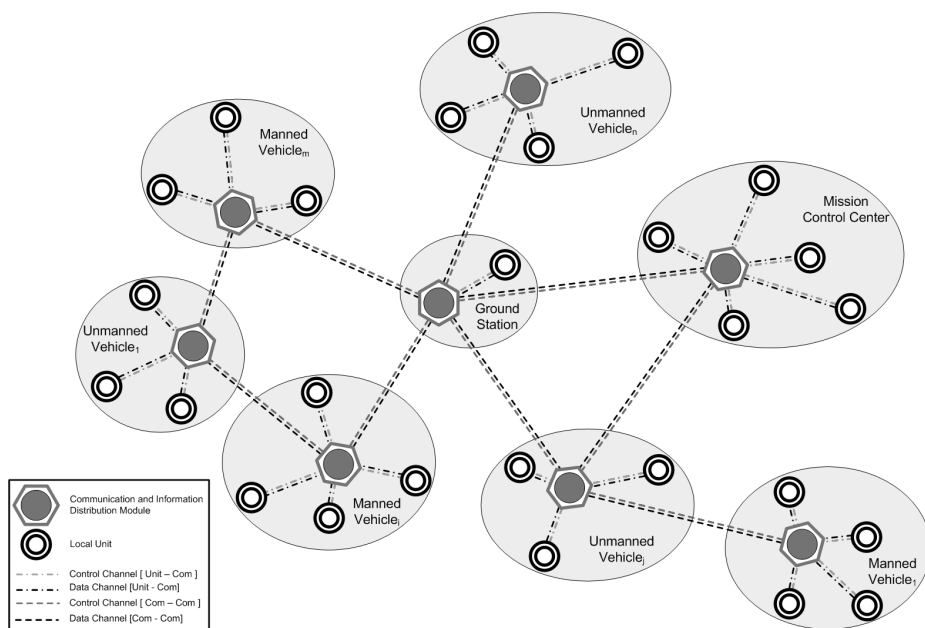 Unmanned
Vehicleₙ
Manned
Vehicleₘ
Mission
Control Center
Ground
Station
Unmanned
Vehicle₁
Manned
Vehicleᵢ
Unmanned
Vehicleⱼ
Manned
Vehicle₁
Communication and Information
Distribution Module
Local Unit
Control Channel [ Unit – Com ]
Data Channel [Unit - Com]
Control Channel [ Com – Com ]
Data Channel [Com - Com]